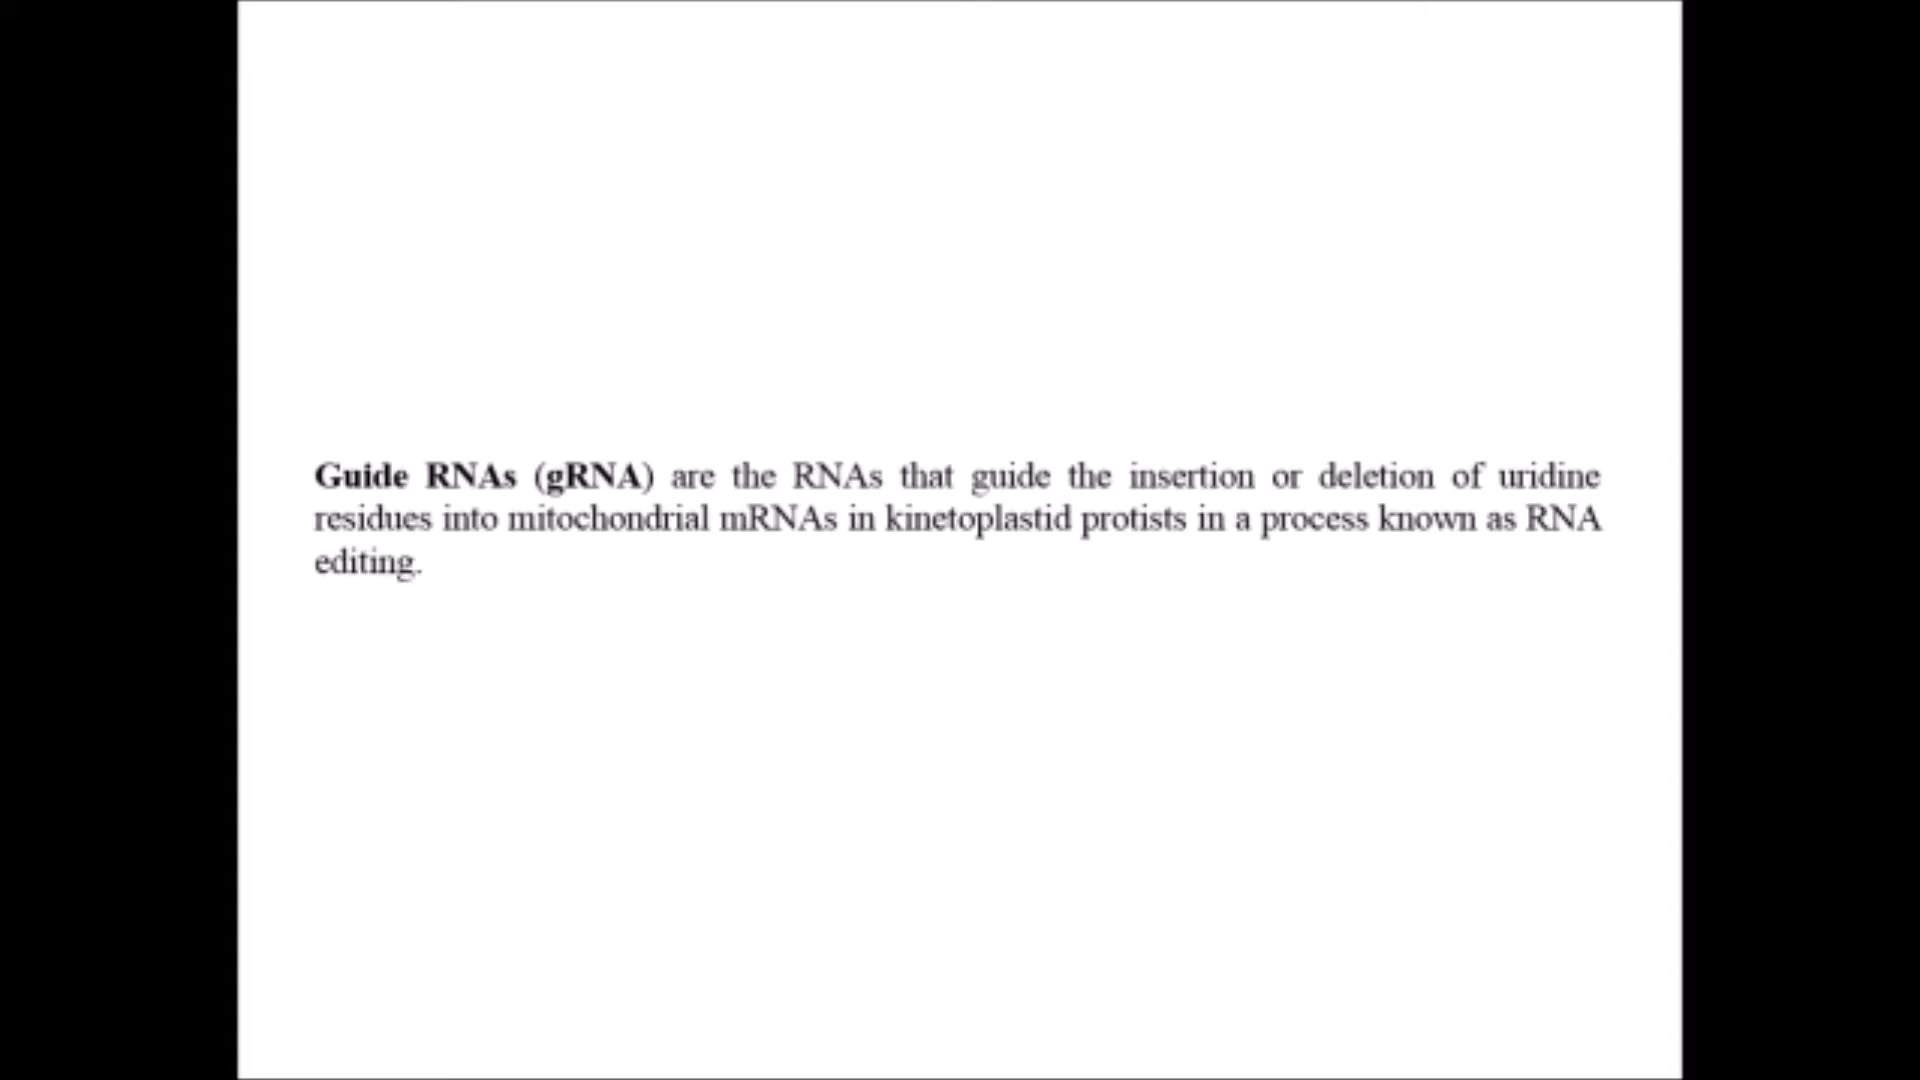 Guide RNAs (gRNA) are the RNAs that guide the insertion or deletion of uridine
residues into mitochondrial mRNAs in kinetoplastid protists in a process known as RNA
editing.